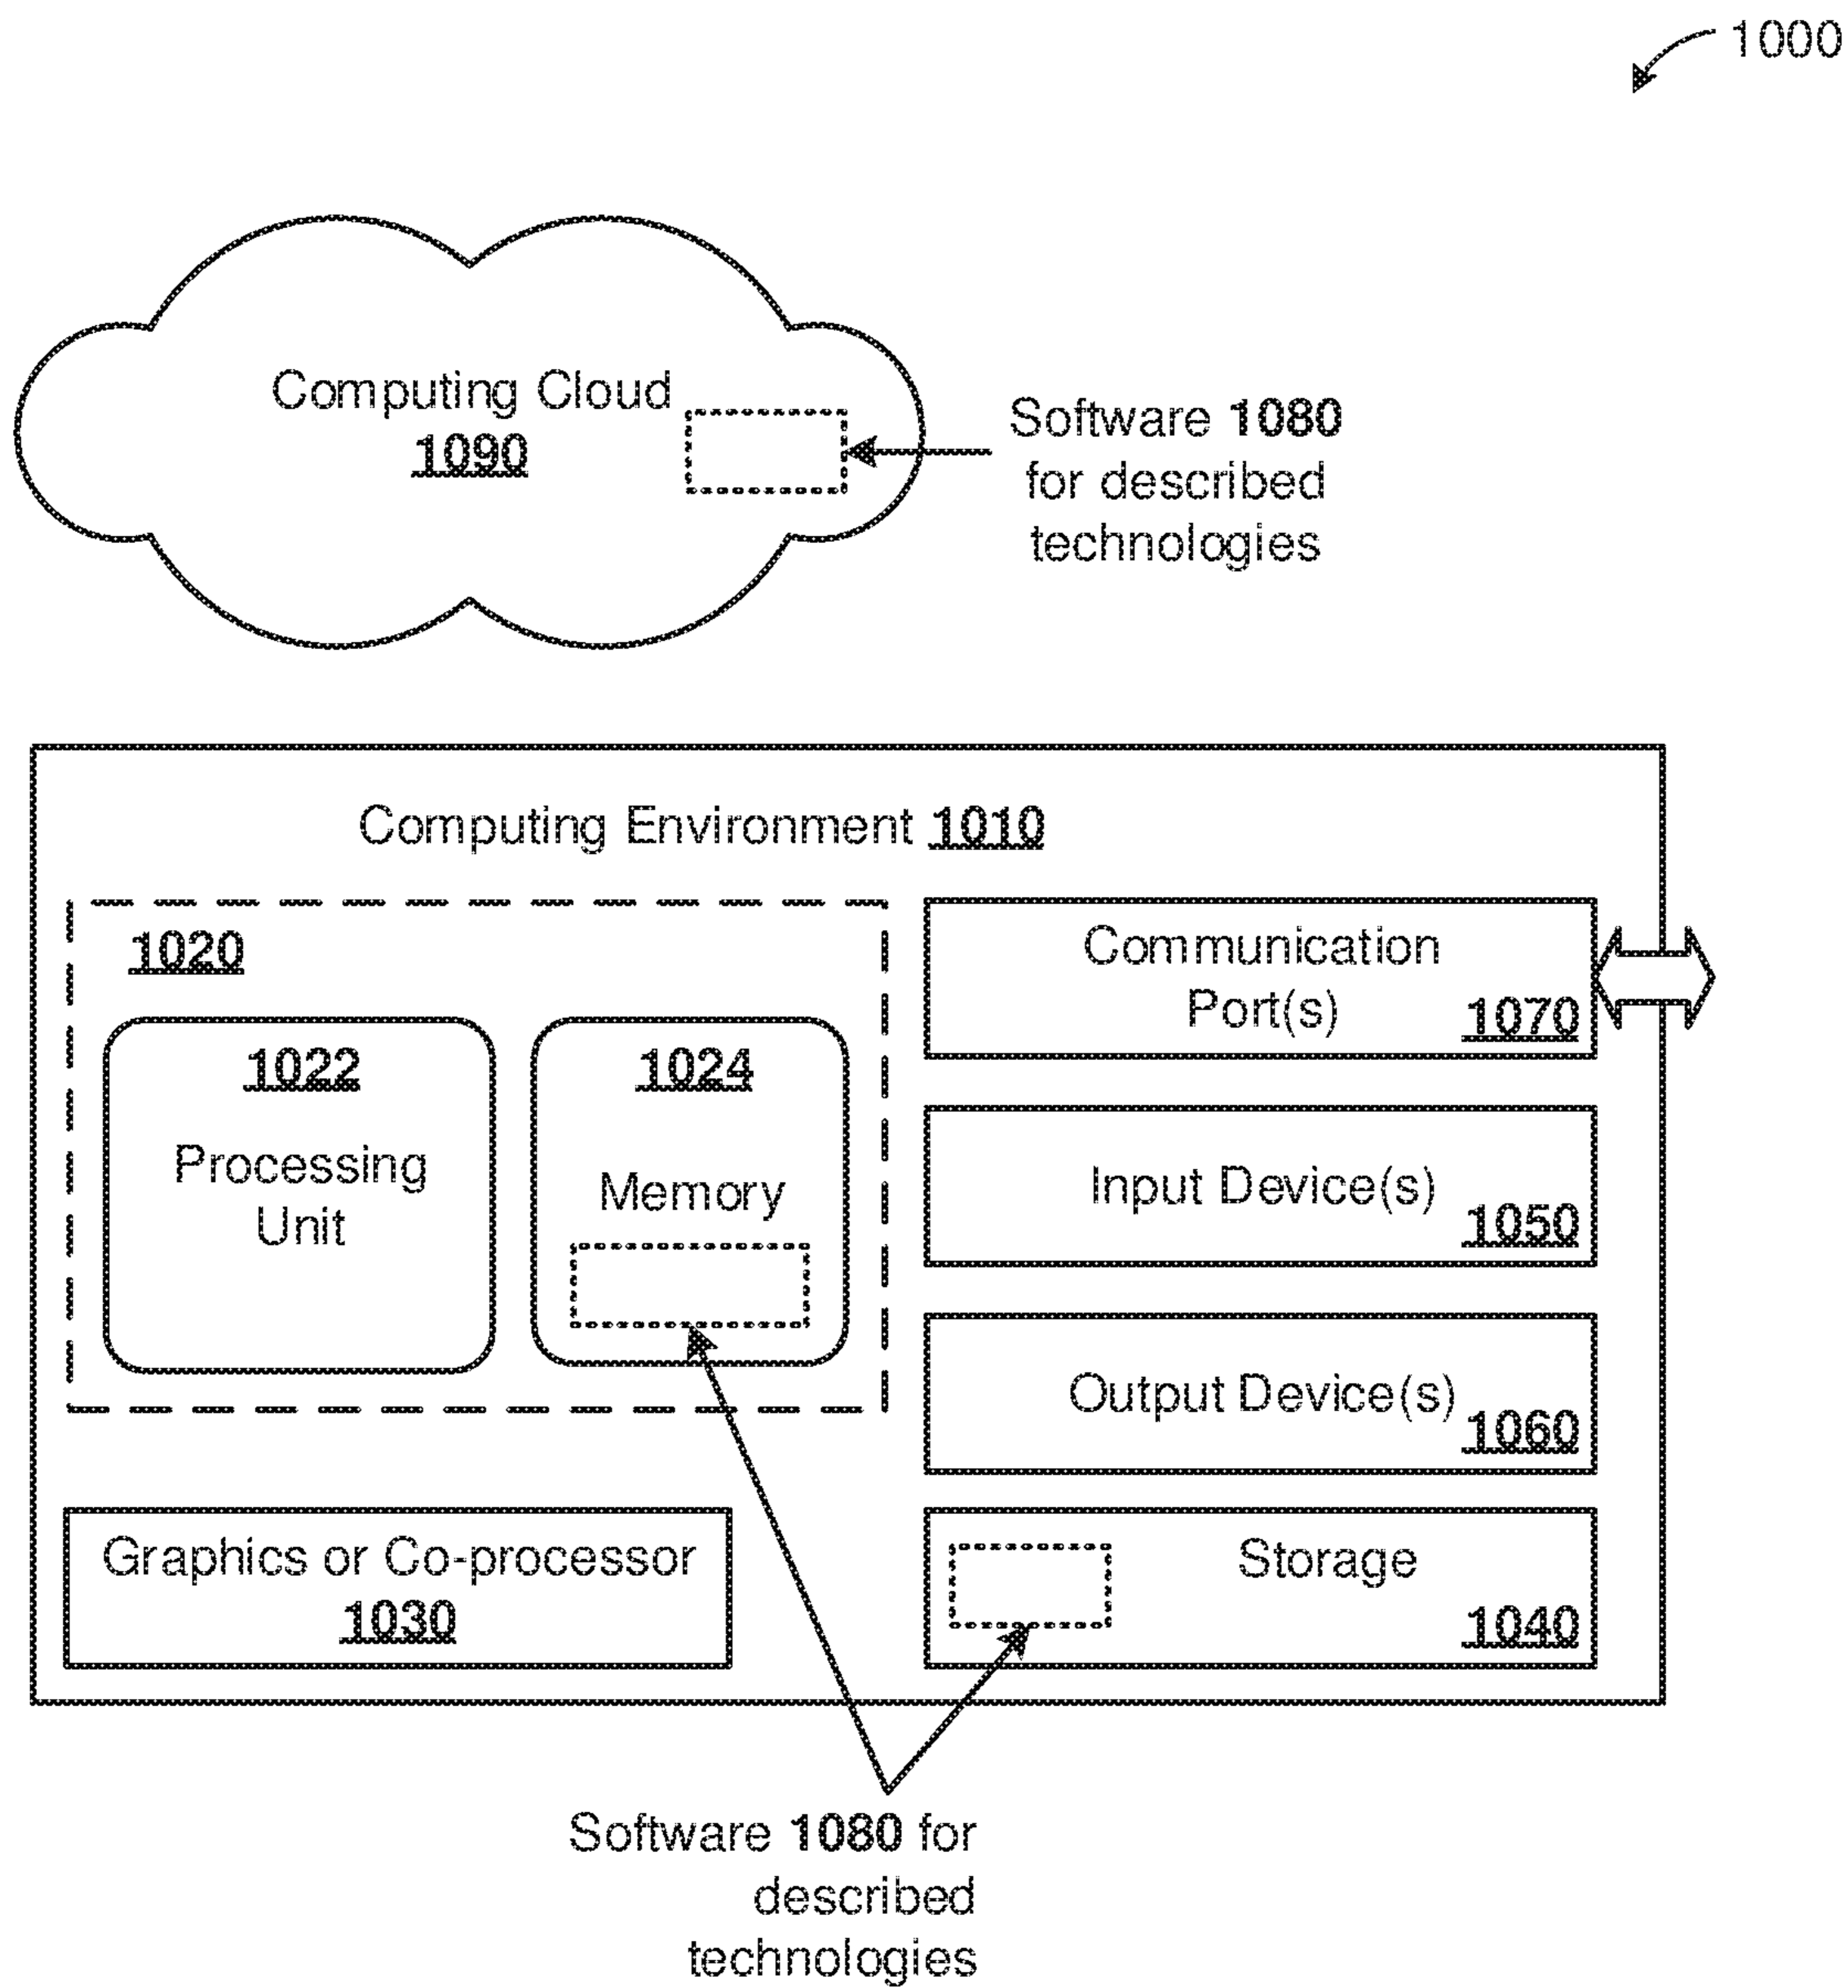 1000
Computing Cloud
1090
Software 1080
for described
technologies
Computing Environment 1010
1020
1022
Processing
Unit
1024
Memory
Communication
Port(s)
1070
Input Device(s)
1050
Output Device(s)
1060
Graphics or Co-processor
1030
Storage
1040
Software 1080 for
described
technologies